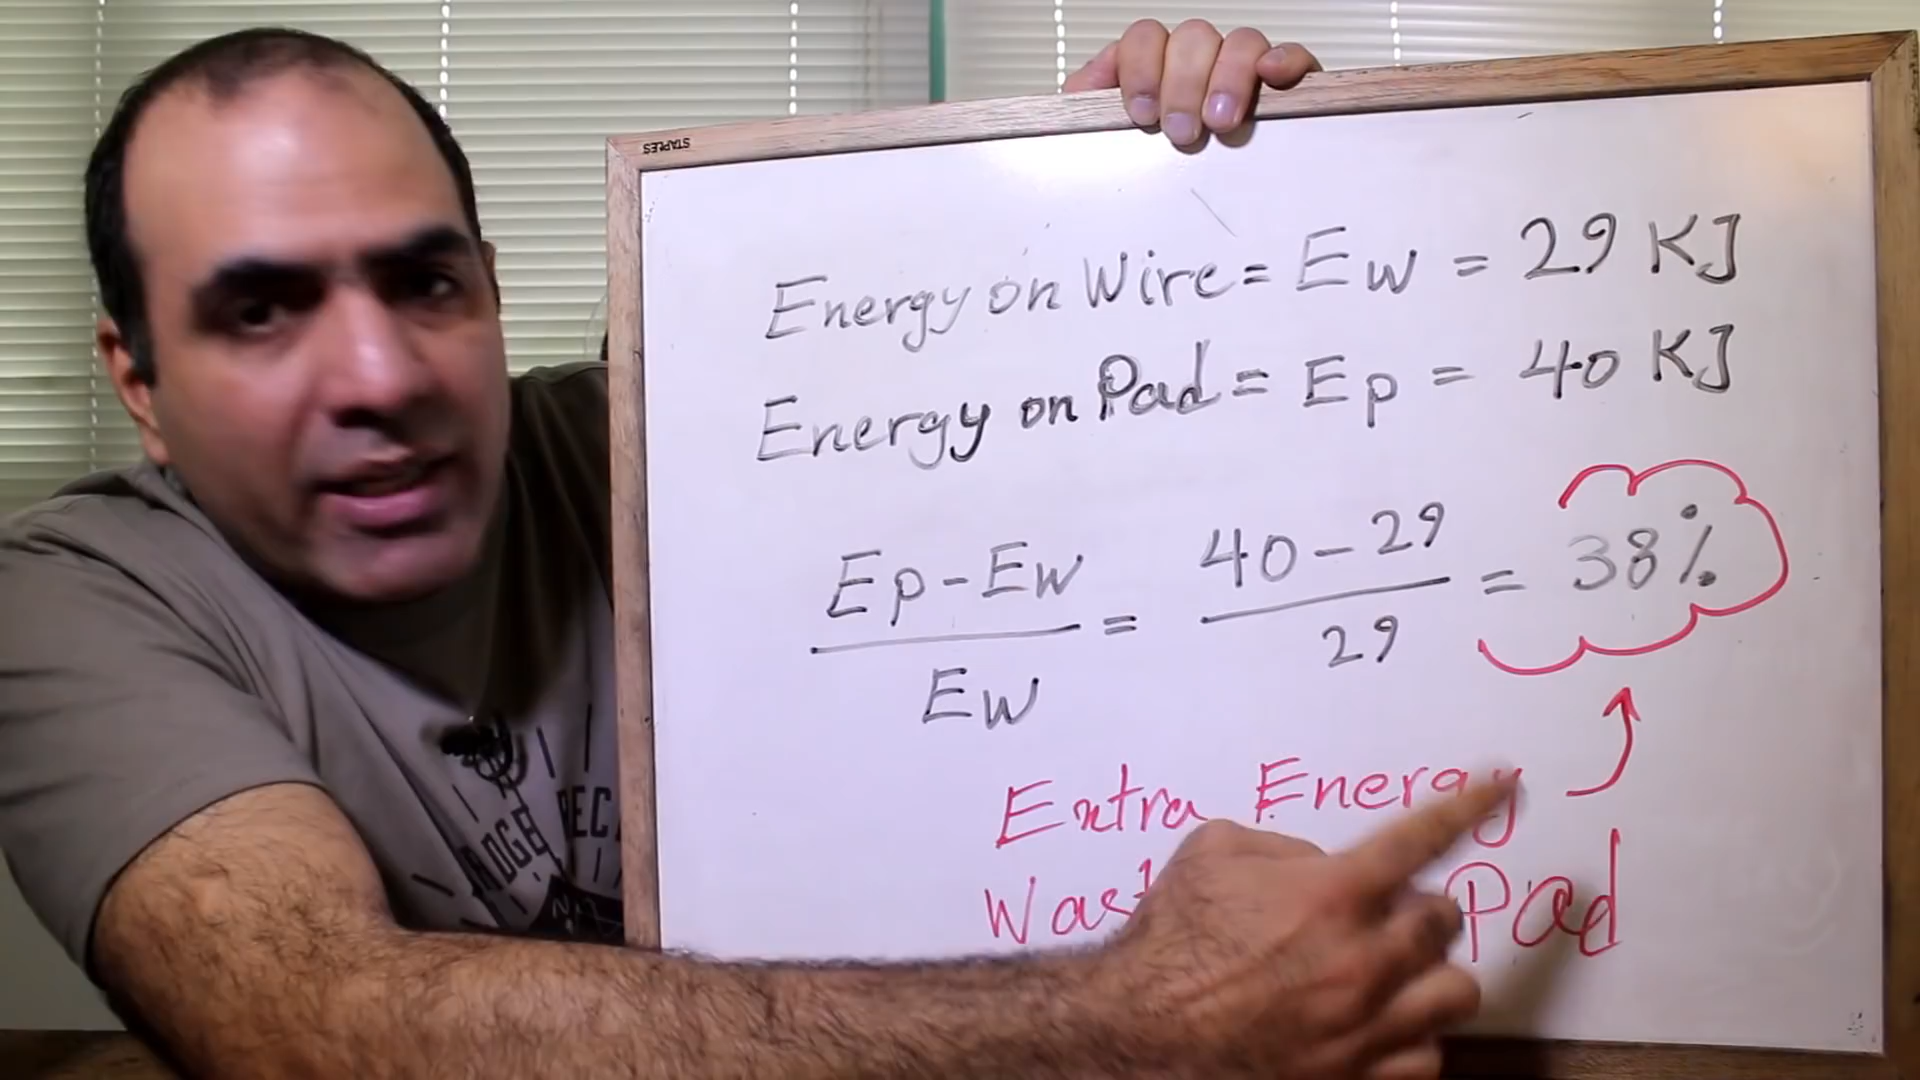 STAPLES
Energy on Wire = Ew = 29 KJ
Energy on Pad = Ep = 40 KJ
Ep - Ew / Ew = 40 - 29 / 29 = 38%
Extra Energy
Pad